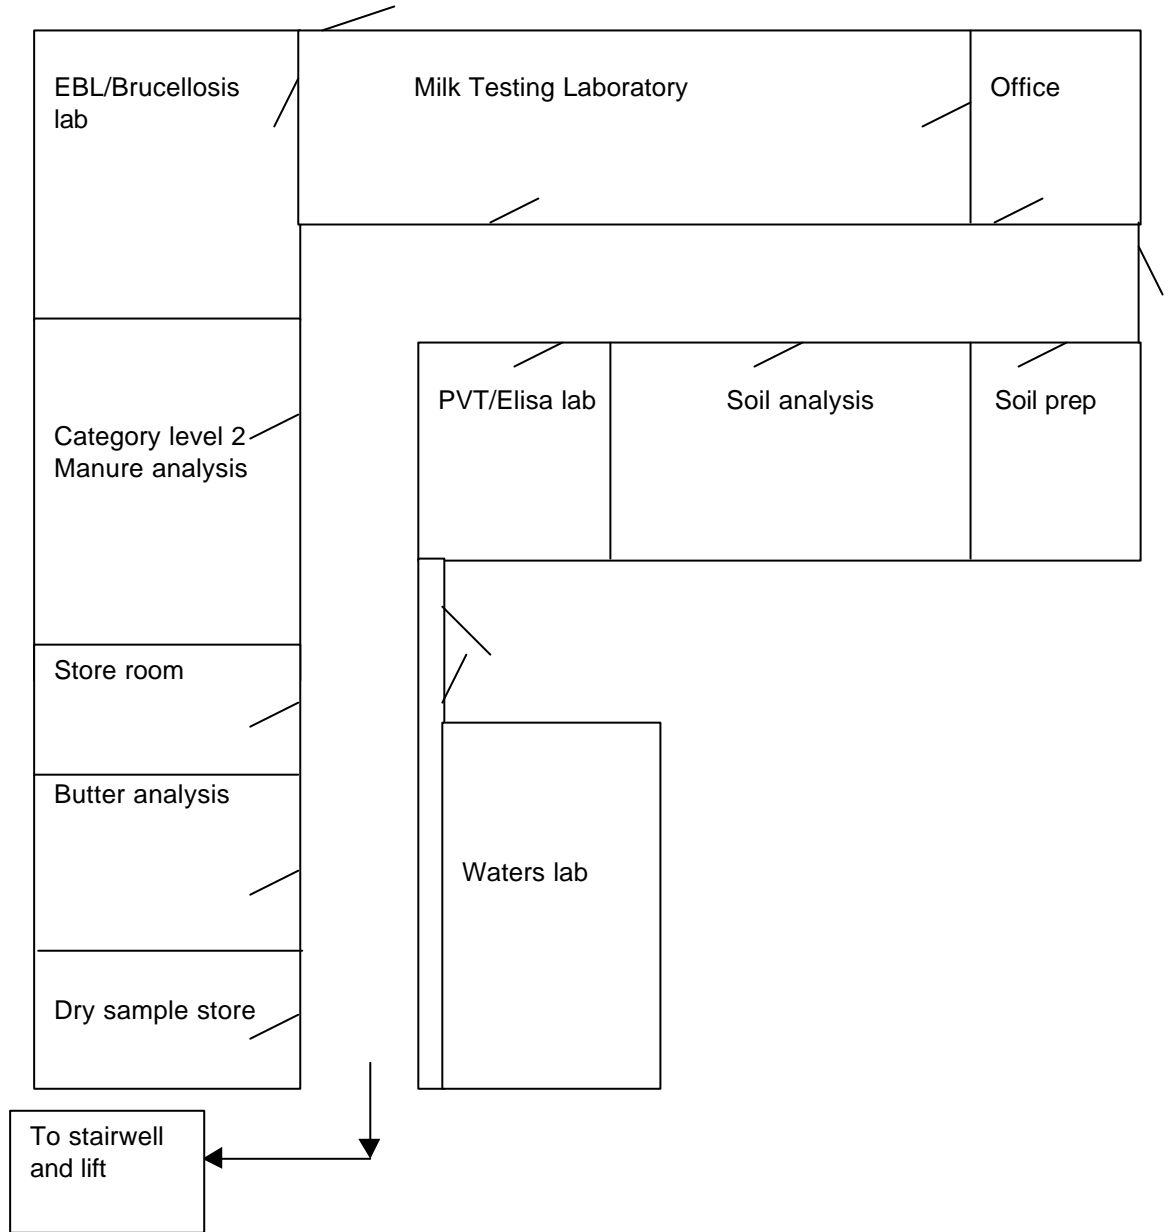 EBL/Brucellosis
lab
Milk Testing Laboratory
Office
PVT/Elisa lab
Soil analysis
Soil prep
Category level 2
Manure analysis
Store room
Butter analysis
Waters lab
Dry sample store
To stairwell
and lift